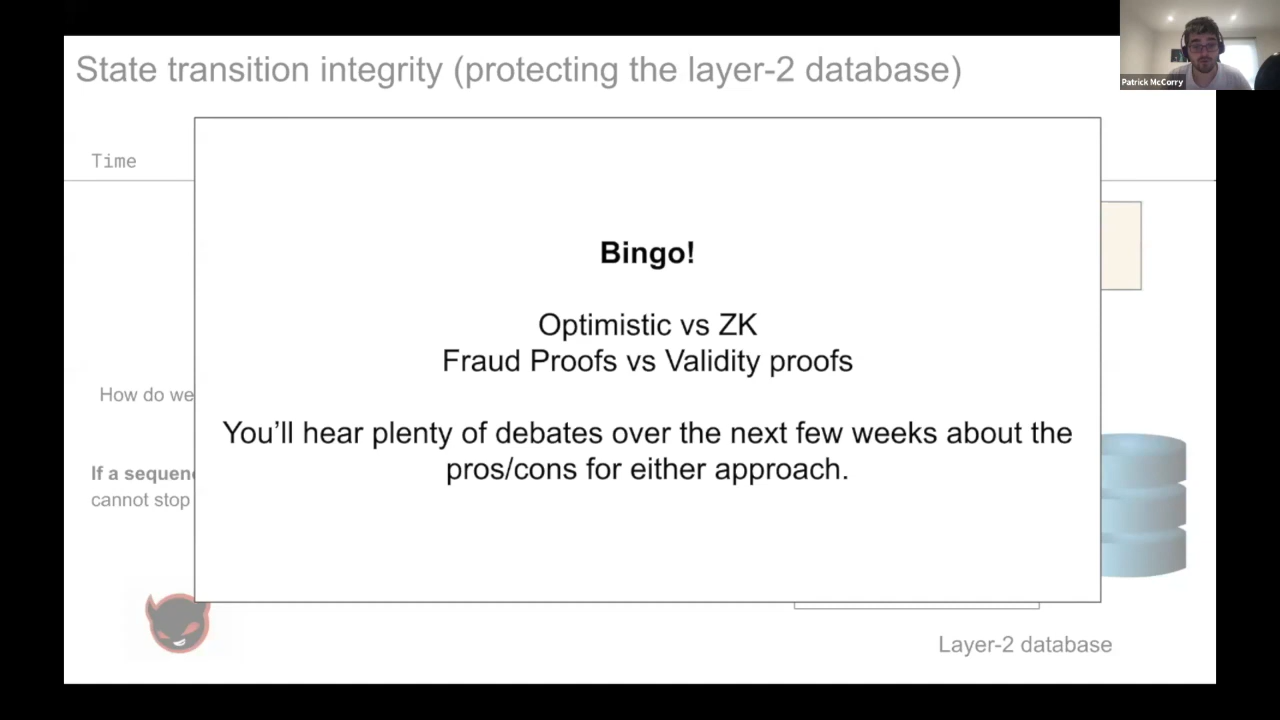 State transition integrity (protecting the layer-2 database)
Patrick McCorry
Time
Bingo!
Optimistic vs ZK
Fraud Proofs vs Validity proofs
How do we
You'll hear plenty of debates over the next few weeks about the
pros/cons for either approach.
If a sequen
cannot stop
Layer-2 database